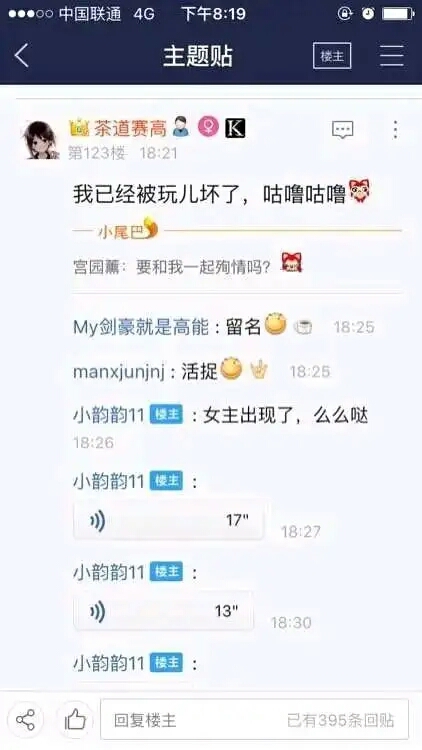 中国联通 4G 下午8:19
主题贴 楼主
茶道赛高 K
第123楼 18:21
我已经被玩儿坏了，咕噜咕噜
小尾巴
宫园薰：要和我一起殉情吗？
My剑豪就是高能 : 留名 18:25
manxjunjnj : 活捉 18:25
小韵韵11 楼主 : 女主出现了，么么哒
18:26
小韵韵11 楼主 :
17" 18:27
小韵韵11 楼主 :
13" 18:30
小韵韵11 楼主 :
回复楼主 已有395条回贴